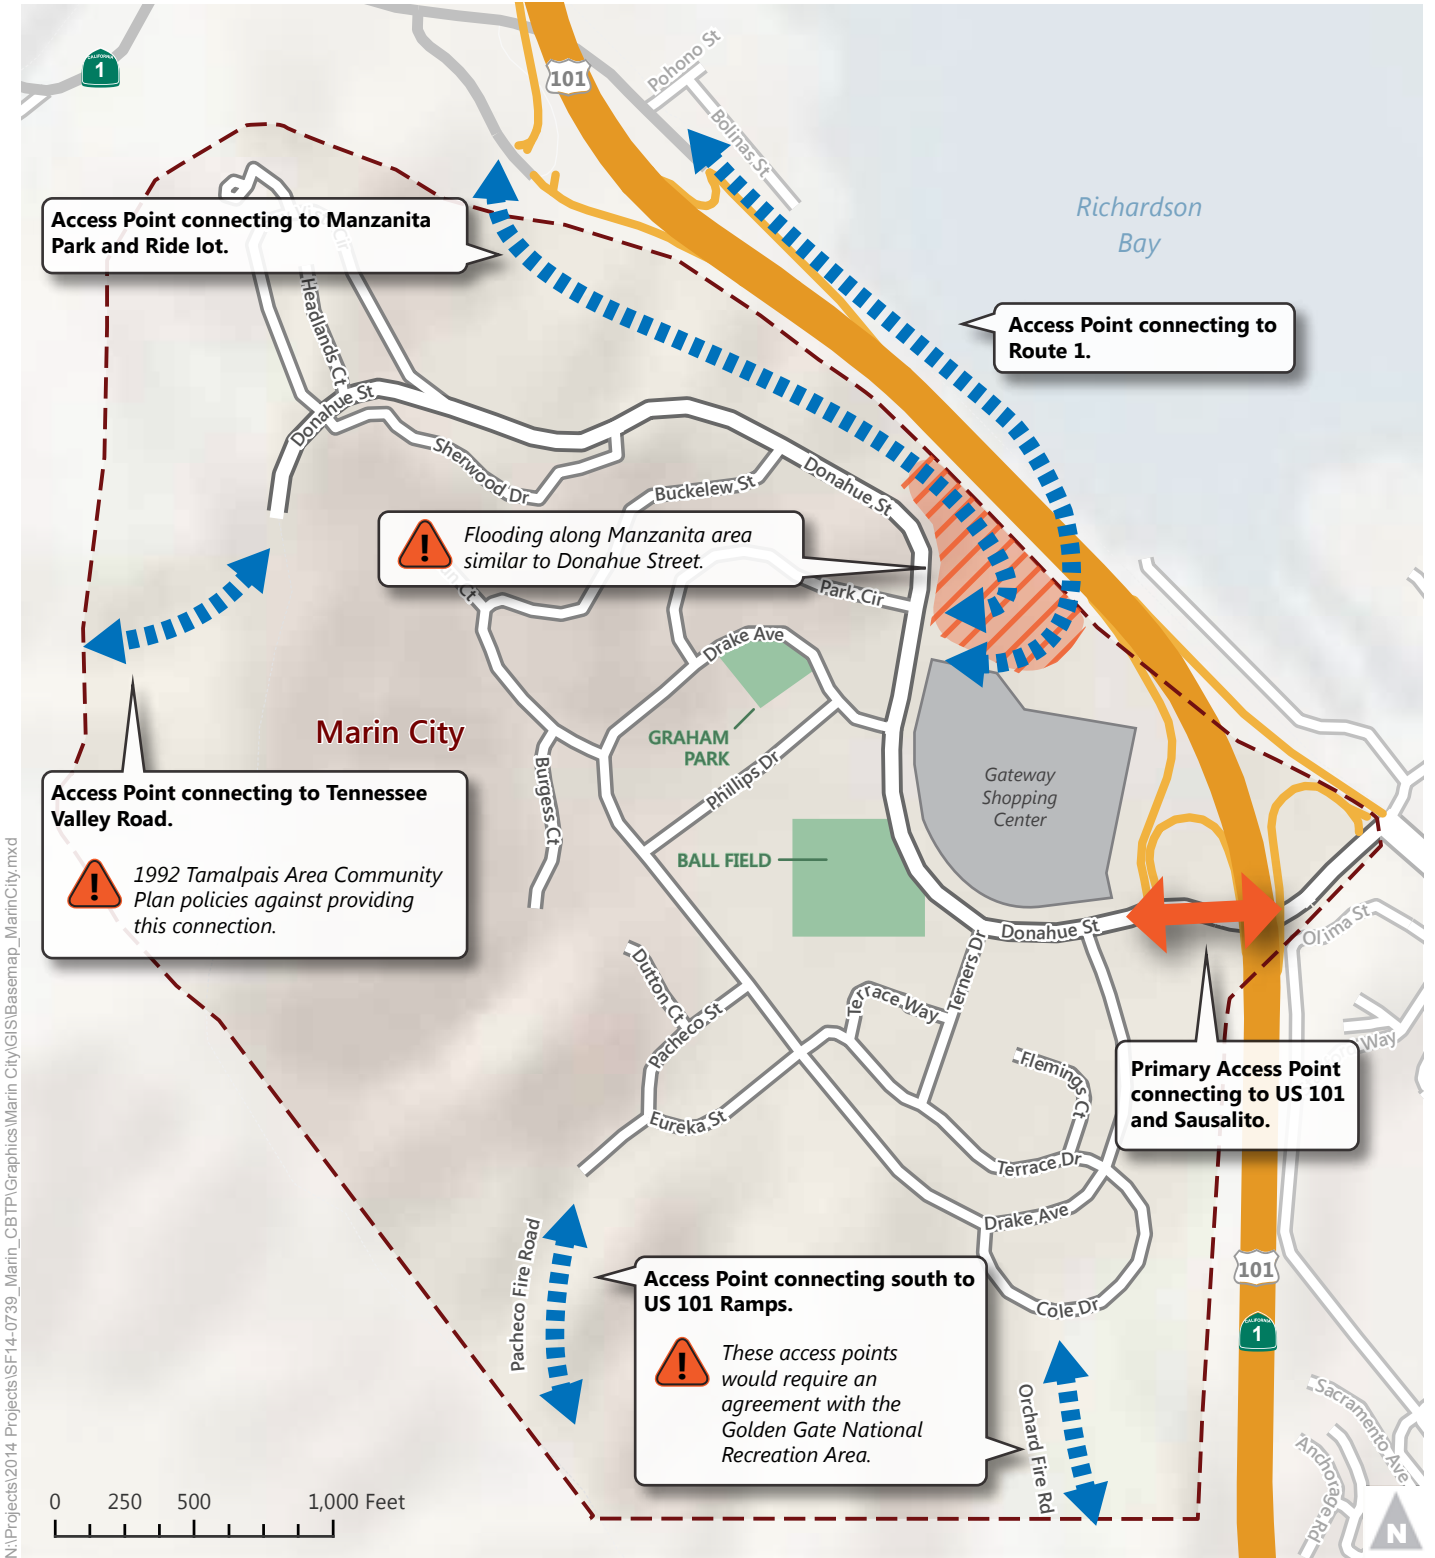 CALIFORNIA
1
101
Pohono St
Bolinas St
Richardson
Bay
Access Point connecting to Manzanita
Park and Ride lot.
Cir
Headlands Ct
Access Point connecting to
Route 1.
Donahue St
Sherwood Dr
Buckelew St
Donahue St
Flooding along Manzanita area
similar to Donahue Street.
Ct
Park Cir
Drake Ave
Marin City
GRAHAM
PARK
Phillips Dr
Burgess Ct
Gateway
Shopping
Center
Access Point connecting to Tennessee
Valley Road.
1992 Tamalpais Area Community
Plan policies against providing
this connection.
BALL FIELD
Donahue St
Olima St
Terners Dr
Dutton Ct
Terrace Way
Pacheco St
Flemings Ct
Way
Primary Access Point
connecting to US 101
and Sausalito.
Eureka St
Terrace Dr
Drake Ave
Pacheco Fire Road
Access Point connecting south to
US 101 Ramps.
These access points
would require an
agreement with the
Golden Gate National
Recreation Area.
Cole Dr
101
CALIFORNIA
1
Orchard Fire Rd
Sacramento Ave
Anchorage Rd
0 250 500 1,000 Feet
N
N:\Projects\2014 Projects\SF14-0739_Marin_CBTP\Graphics\Marin City\GIS\Basemap_MarinCity.mxd